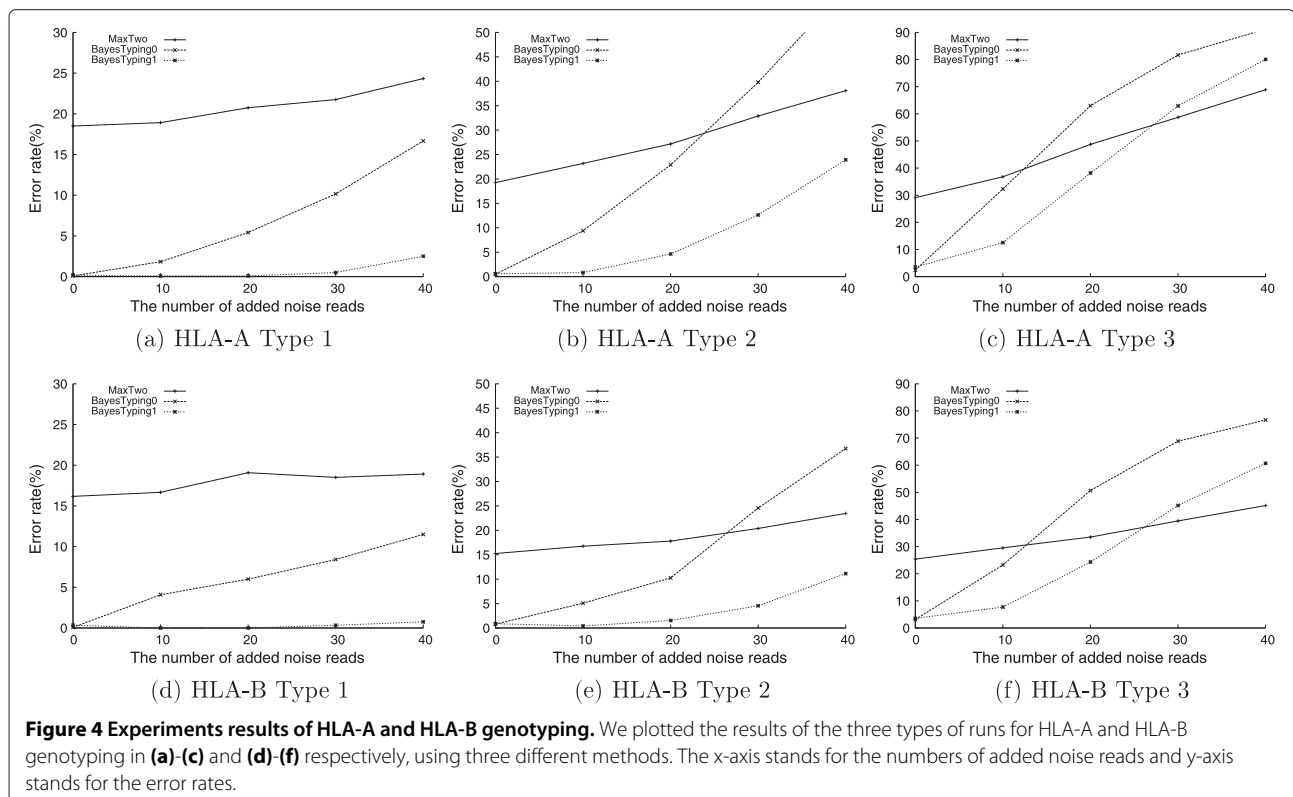 MaxTwo
BayesTyping0
BayesTyping1
Error rate(%)
30
25
20
15
10
5
0
0 10 20 30 40
The number of added noise reads
(a) HLA-A Type 1
MaxTwo
BayesTyping0
BayesTyping1
Error rate(%)
50
45
40
35
30
25
20
15
10
5
0
0 10 20 30 40
The number of added noise reads
(b) HLA-A Type 2
MaxTwo
BayesTyping0
BayesTyping1
Error rate(%)
90
80
70
60
50
40
30
20
10
0
0 10 20 30 40
The number of added noise reads
(c) HLA-A Type 3
MaxTwo
BayesTyping0
BayesTyping1
Error rate(%)
30
25
20
15
10
5
0
0 10 20 30 40
The number of added noise reads
(d) HLA-B Type 1
MaxTwo
BayesTyping0
BayesTyping1
Error rate(%)
50
45
40
35
30
25
20
15
10
5
0
0 10 20 30 40
The number of added noise reads
(e) HLA-B Type 2
MaxTwo
BayesTyping0
BayesTyping1
Error rate(%)
90
80
70
60
50
40
30
20
10
0
0 10 20 30 40
The number of added noise reads
(f) HLA-B Type 3
Figure 4 Experiments results of HLA-A and HLA-B genotyping. We plotted the results of the three types of runs for HLA-A and HLA-B
genotyping in (a)-(c) and (d)-(f) respectively, using three different methods. The x-axis stands for the numbers of added noise reads and y-axis
stands for the error rates.